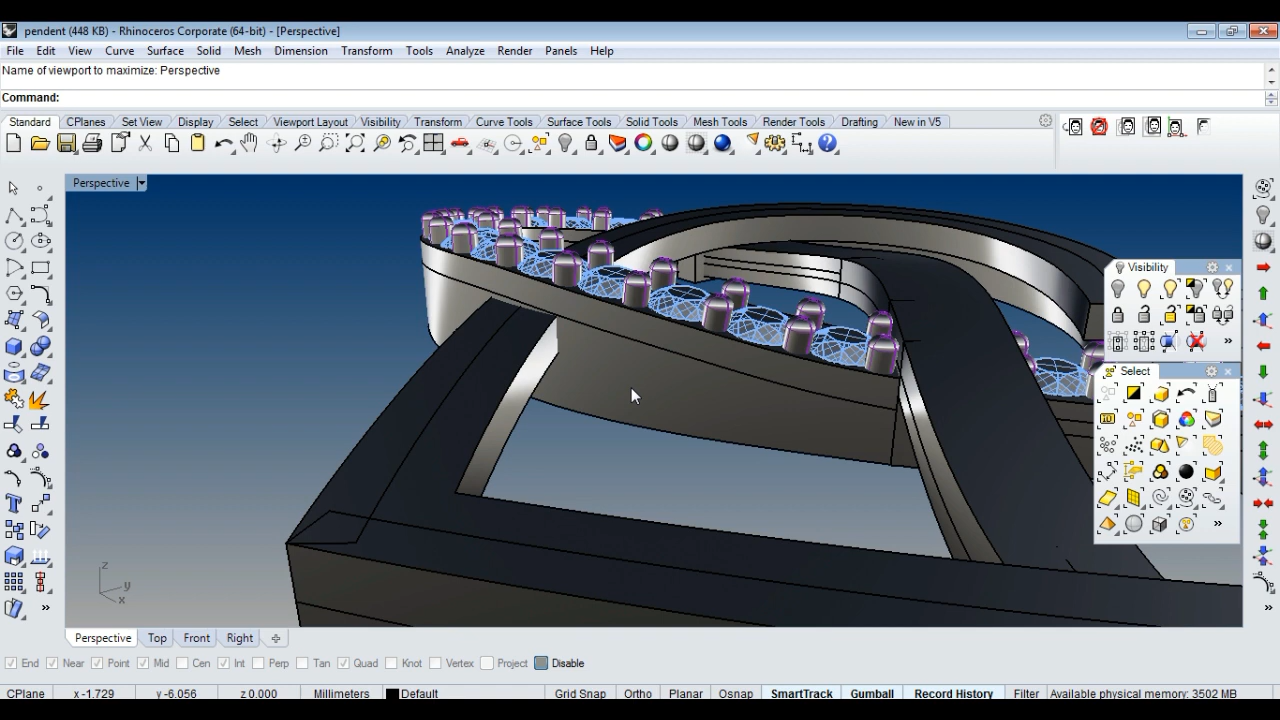 pendent (448 KB) - Rhinoceros Corporate (64-bit) - [Perspective]
File Edit View Curve Surface Solid Mesh Dimension Transform Tools Analyze Render Panels Help
Name of viewport to maximize: Perspective
Command:
Standard CPlanes Set View Display Select Viewport Layout Visibility Transform Curve Tools Surface Tools Solid Tools Mesh Tools Render Tools Drafting New in V5
Perspective
Visibility
Select
z
y
x
Perspective Top Front Right
End Near Point Mid Cen Int Perp Tan Quad Knot Vertex Project Disable
CPlane x -1.729 y -6.056 z 0.000 Millimeters Default Grid Snap Ortho Planar Osnap SmartTrack Gumball Record History Filter Available physical memory: 3502 MB